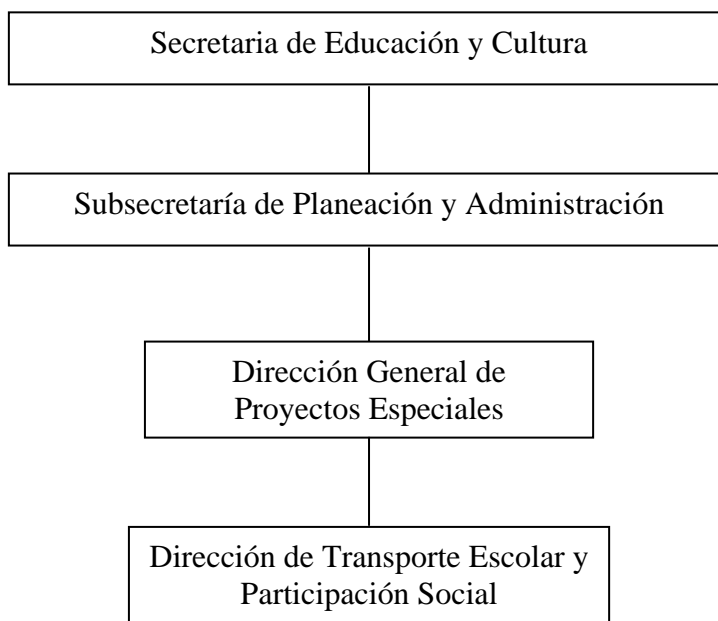 Secretaria de Educación y Cultura
Subsecretaría de Planeación y Administración
Dirección General de
Proyectos Especiales
Dirección de Transporte Escolar y
Participación Social